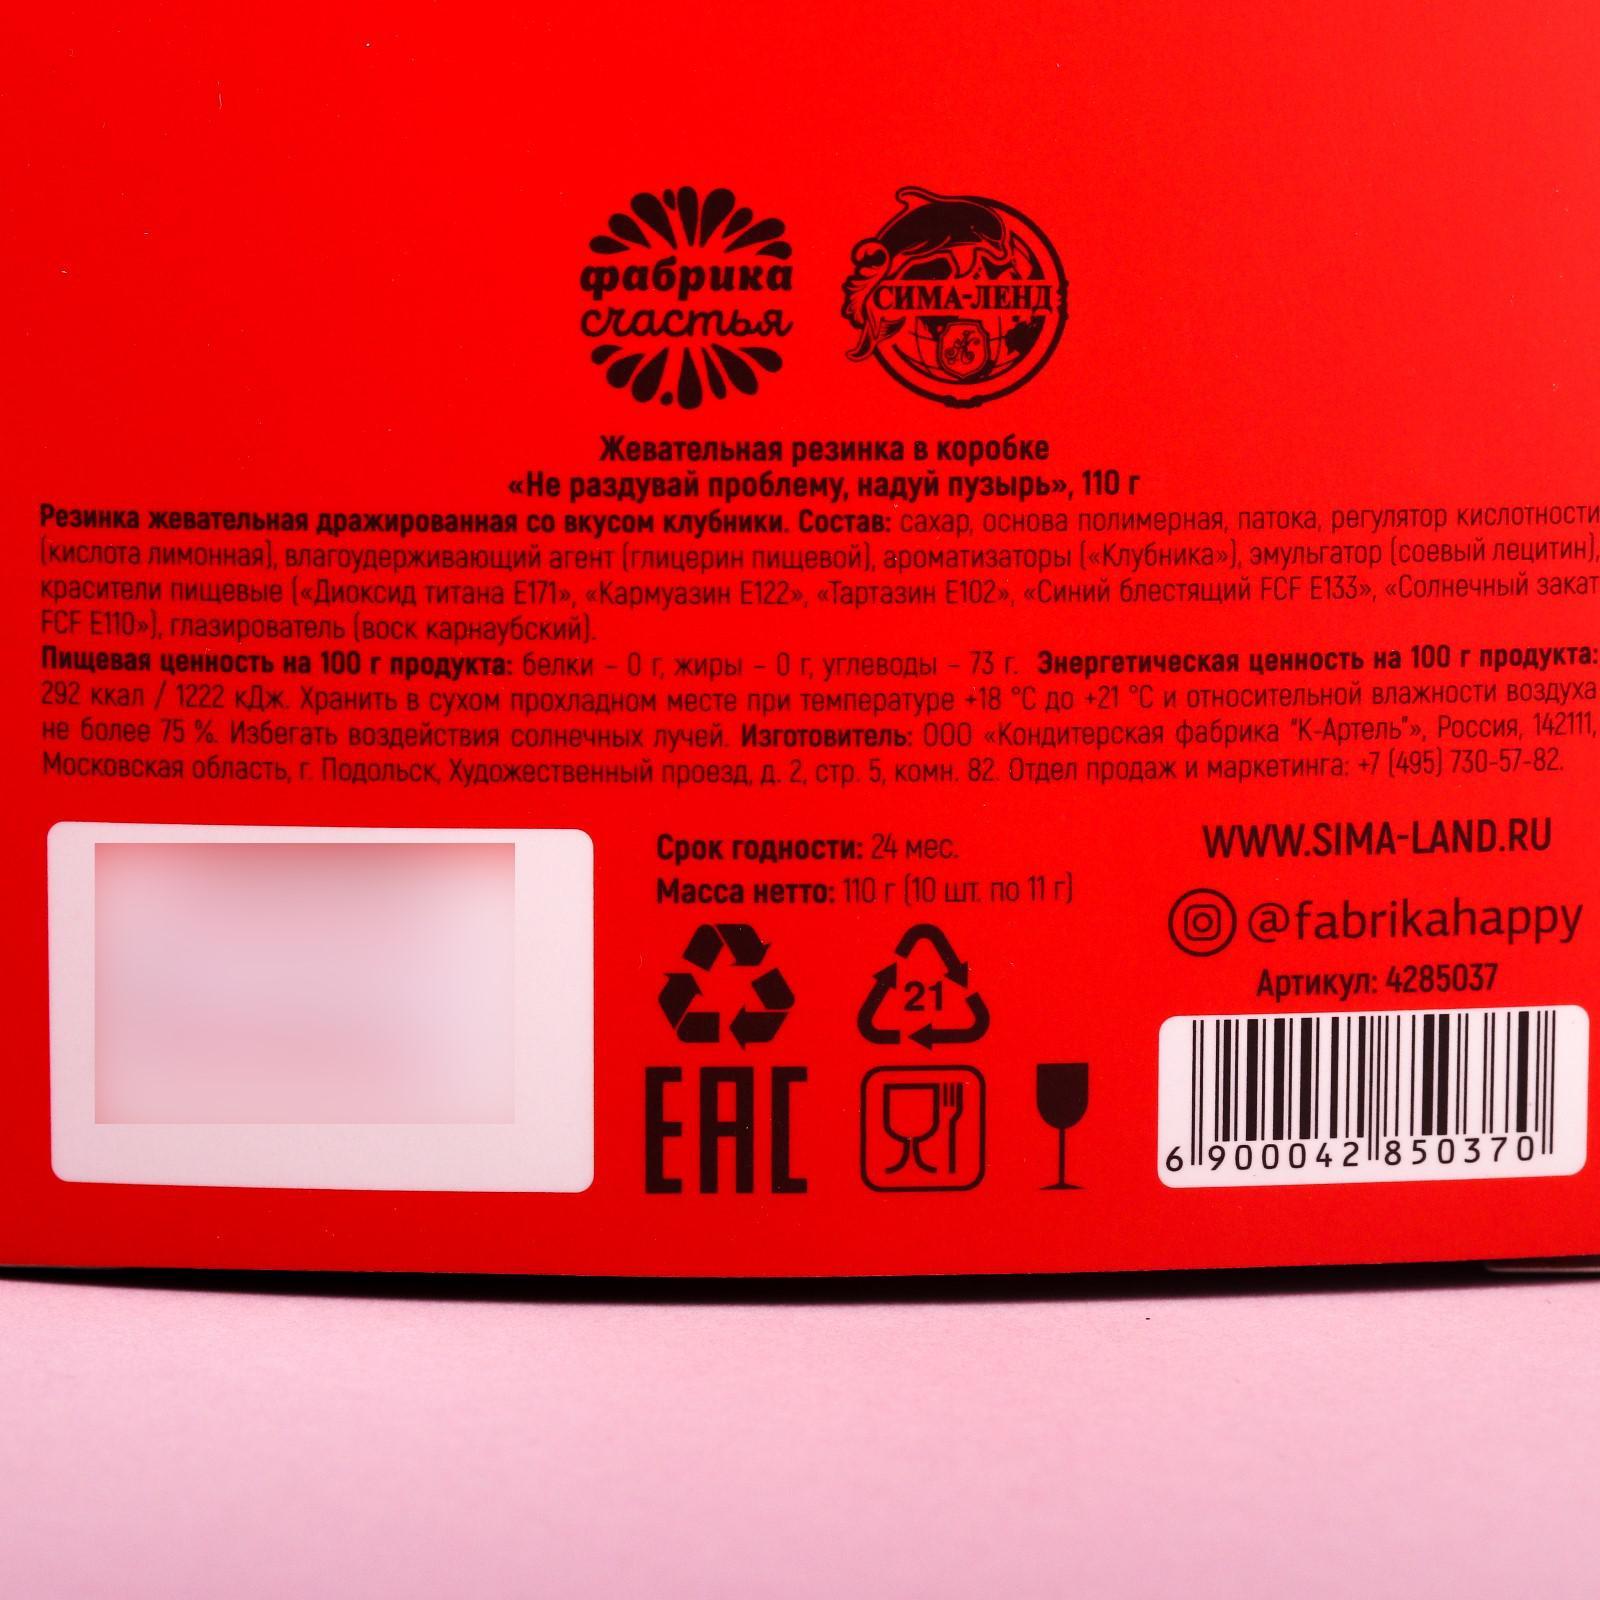 фабрика
счастья
СИМА-ЛЕНД
Жевательная резинка в коробке
«Не раздувай проблему, надуй пузырь», 110 г
Резинка жевательная дражированная со вкусом клубники. Состав: сахар, основа полимерная, патока, регулятор кислотности
(кислота лимонная), влагоудерживающий агент (глицерин пищевой), ароматизаторы («Клубника»), эмульгатор (соевый лецитин),
красители пищевые («Диоксид титана Е171», «Кармуазин Е122», «Тартазин Е102», «Синий блестящий FCF Е133», «Солнечный закат
FCF Е110»), глазирователь (воск карнаубский).
Пищевая ценность на 100 г продукта: белки – 0 г, жиры – 0 г, углеводы – 73 г. Энергетическая ценность на 100 г продукта:
292 ккал / 1222 кДж. Хранить в сухом прохладном месте при температуре +18 °С до +21 °С и относительной влажности воздуха
не более 75 %. Избегать воздействия солнечных лучей. Изготовитель: ООО «Кондитерская фабрика "К-Артель"», Россия, 142111,
Московская область, г. Подольск, Художественный проезд, д. 2, стр. 5, комн. 82. Отдел продаж и маркетинга: +7 (495) 730-57-82.
Срок годности: 24 мес.
Масса нетто: 110 г (10 шт. по 11 г)
21
EAC
WWW.SIMA-LAND.RU
@fabrikahappy
Артикул: 4285037
6 900042 850370